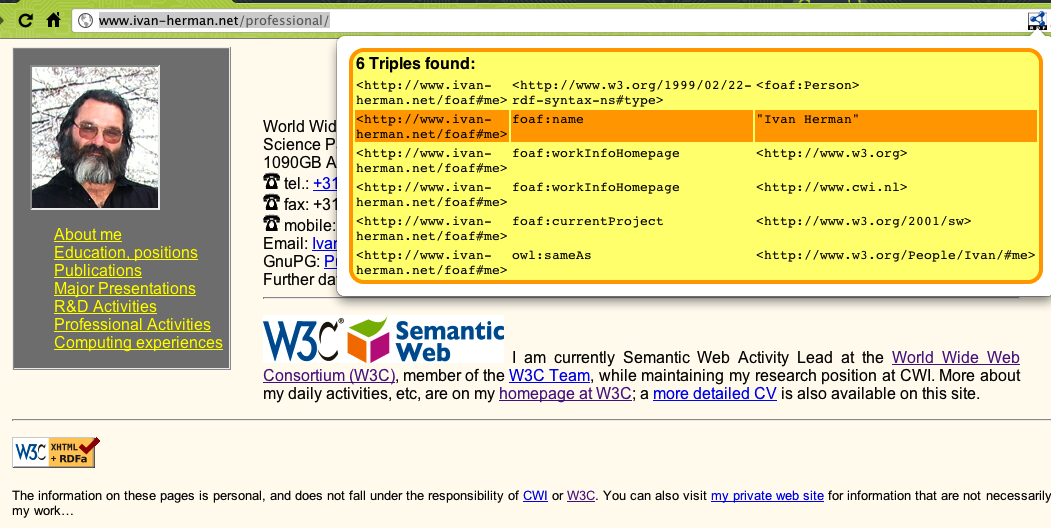 www.ivan-herman.net/professional/
6 Triples found:
<http://www.ivan- <http://www.w3.org/1999/02/22- <foaf:Person>
herman.net/foaf#me> rdf-syntax-ns#type>
<http://www.ivan- foaf:name "Ivan Herman"
herman.net/foaf#me>
<http://www.ivan- foaf:workInfoHomepage <http://www.w3.org>
herman.net/foaf#me>
<http://www.ivan- foaf:workInfoHomepage <http://www.cwi.nl>
herman.net/foaf#me>
<http://www.ivan- foaf:currentProject <http://www.w3.org/2001/sw>
herman.net/foaf#me>
<http://www.ivan- owl:sameAs <http://www.w3.org/People/Ivan/#me>
herman.net/foaf#me>
About me
Education, positions
Publications
Major Presentations
R&D Activities
Professional Activities
Computing experiences
World Wid
Science P
1090GB A
tel.: +31
fax: +31
mobile:
Email: Ivan
GnuPG:
Further da
W3C® Semantic
Web
I am currently Semantic Web Activity Lead at the World Wide Web
Consortium (W3C), member of the W3C Team, while maintaining my research position at CWI. More about
my daily activities, etc, are on my homepage at W3C; a more detailed CV is also available on this site.
W3C XHTML
+ RDFa
The information on these pages is personal, and does not fall under the responsibility of CWI or W3C. You can also visit my private web site for information that are not necessarily
my work…